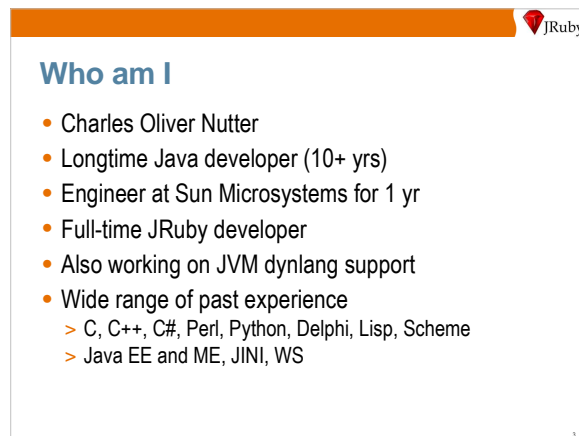 JRuby
Who am I
• Charles Oliver Nutter
• Longtime Java developer (10+ yrs)
• Engineer at Sun Microsystems for 1 yr
• Full-time JRuby developer
• Also working on JVM dynlang support
• Wide range of past experience
> C, C++, C#, Perl, Python, Delphi, Lisp, Scheme
> Java EE and ME, JINI, WS